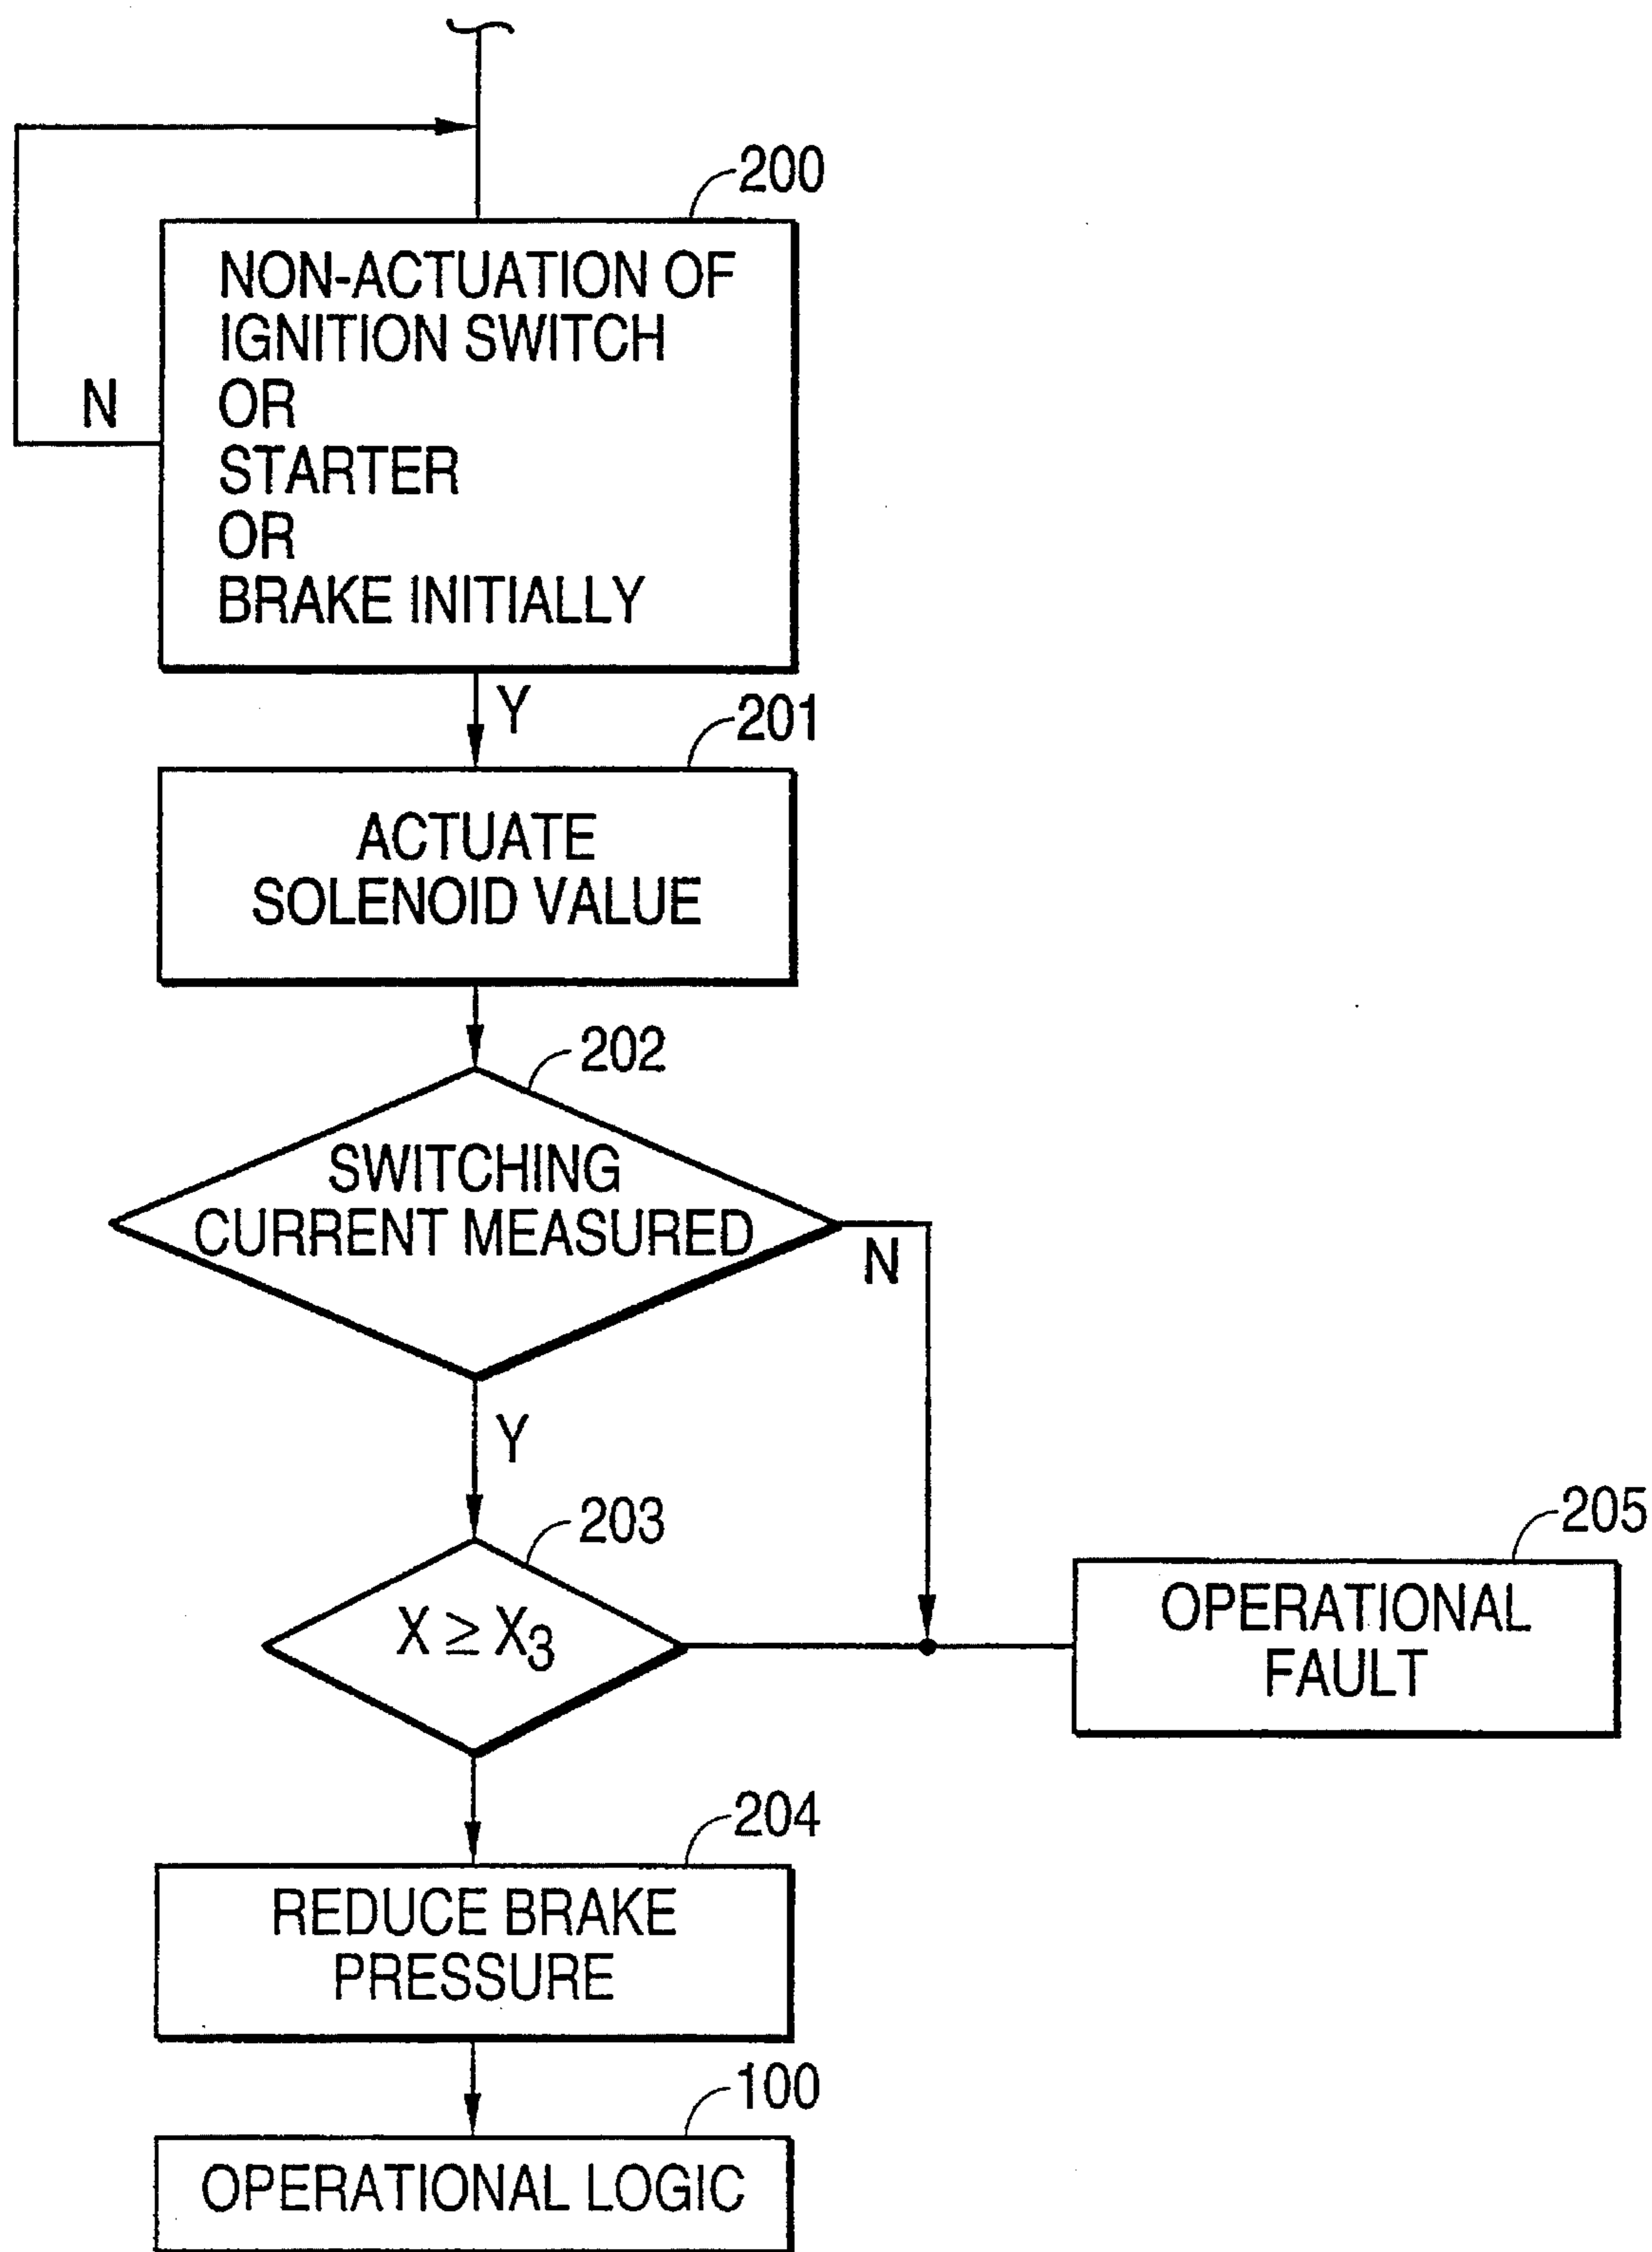 200
NON-ACTUATION OF
IGNITION SWITCH
OR
STARTER
OR
BRAKE INITIALLY
N
Y
201
ACTUATE
SOLENOID VALUE
202
SWITCHING
CURRENT MEASURED
N
Y
203
X ≥ X₃
205
OPERATIONAL
FAULT
204
REDUCE BRAKE
PRESSURE
100
OPERATIONAL LOGIC